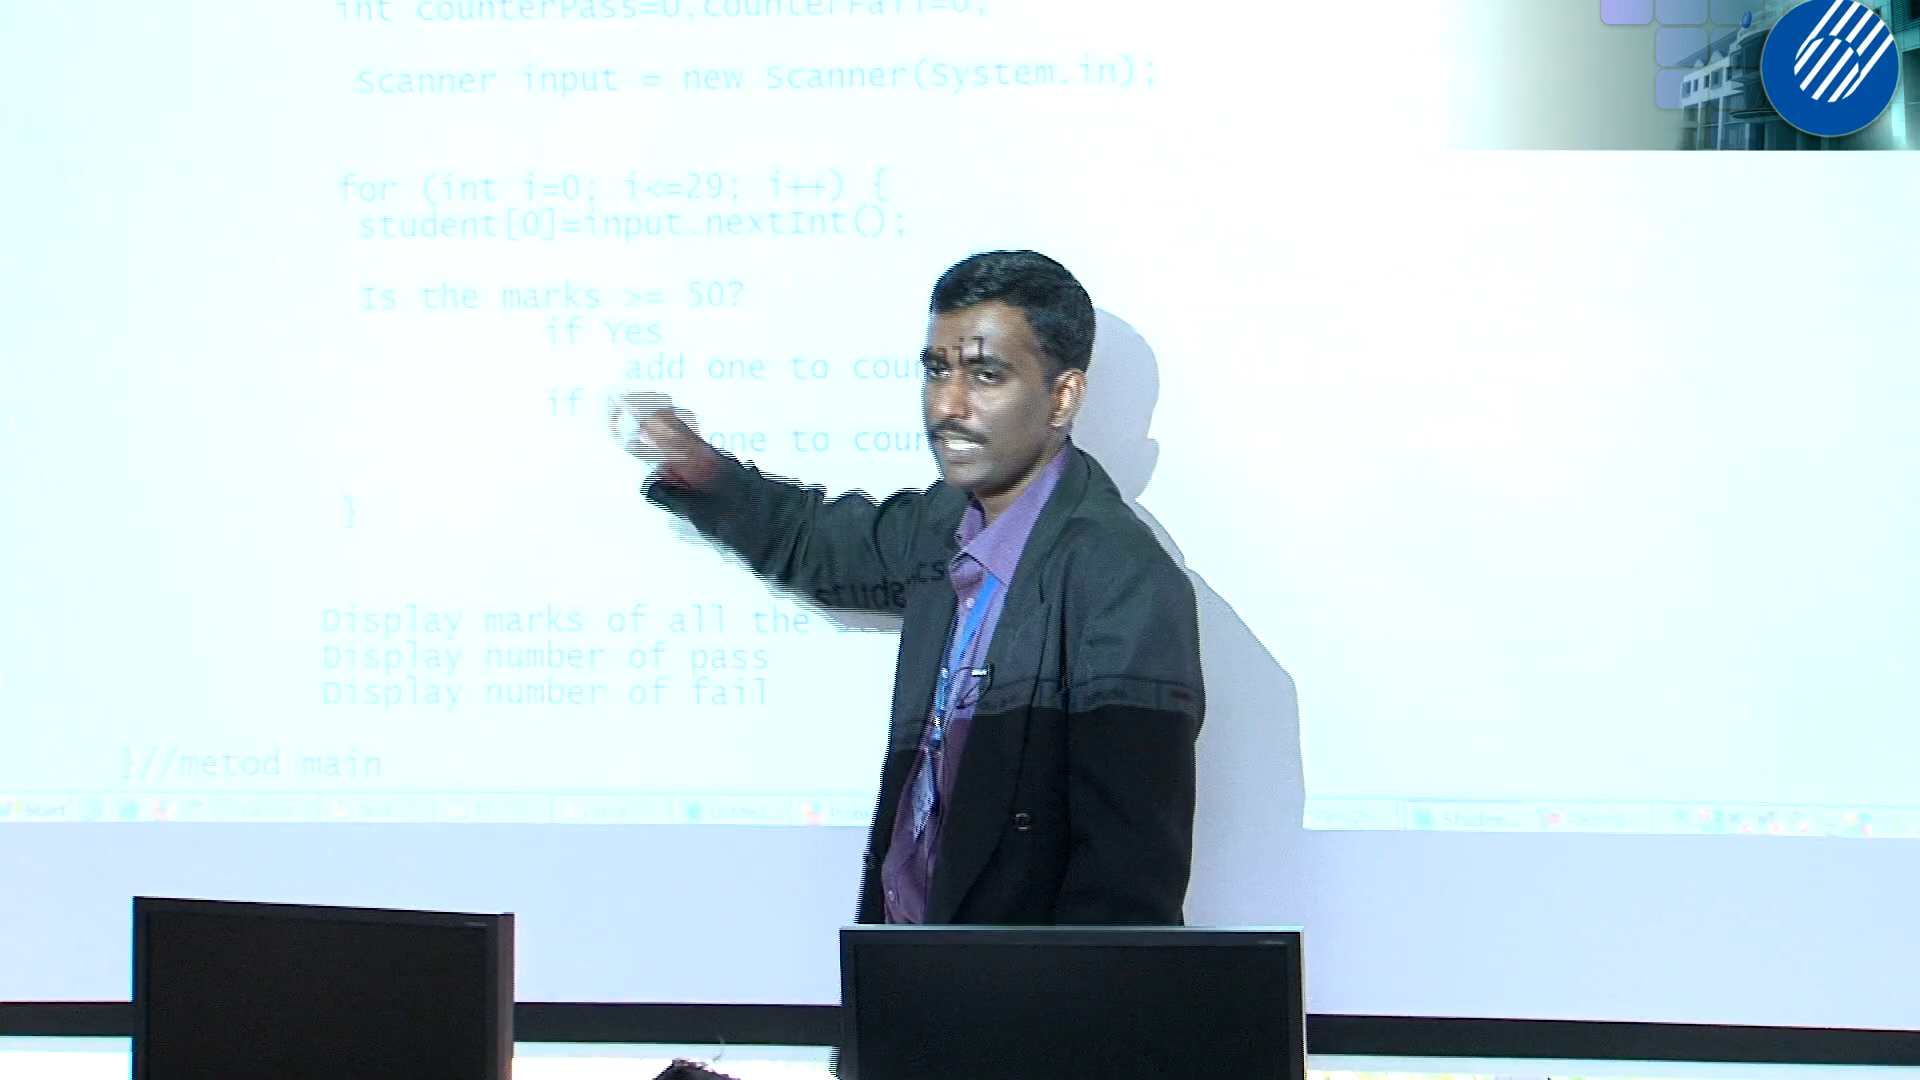 int counterPass=0,counterFail=0;
Scanner input = new Scanner(System.in);
for (int i=0; i<=29; i++) {
student[0]=input.nextInt();
Is the marks >= 50?
if Yes
add one to coun
if
one to coun
}
Display marks of all the students
Display number of pass
Display number of fail
}//metod main
Start